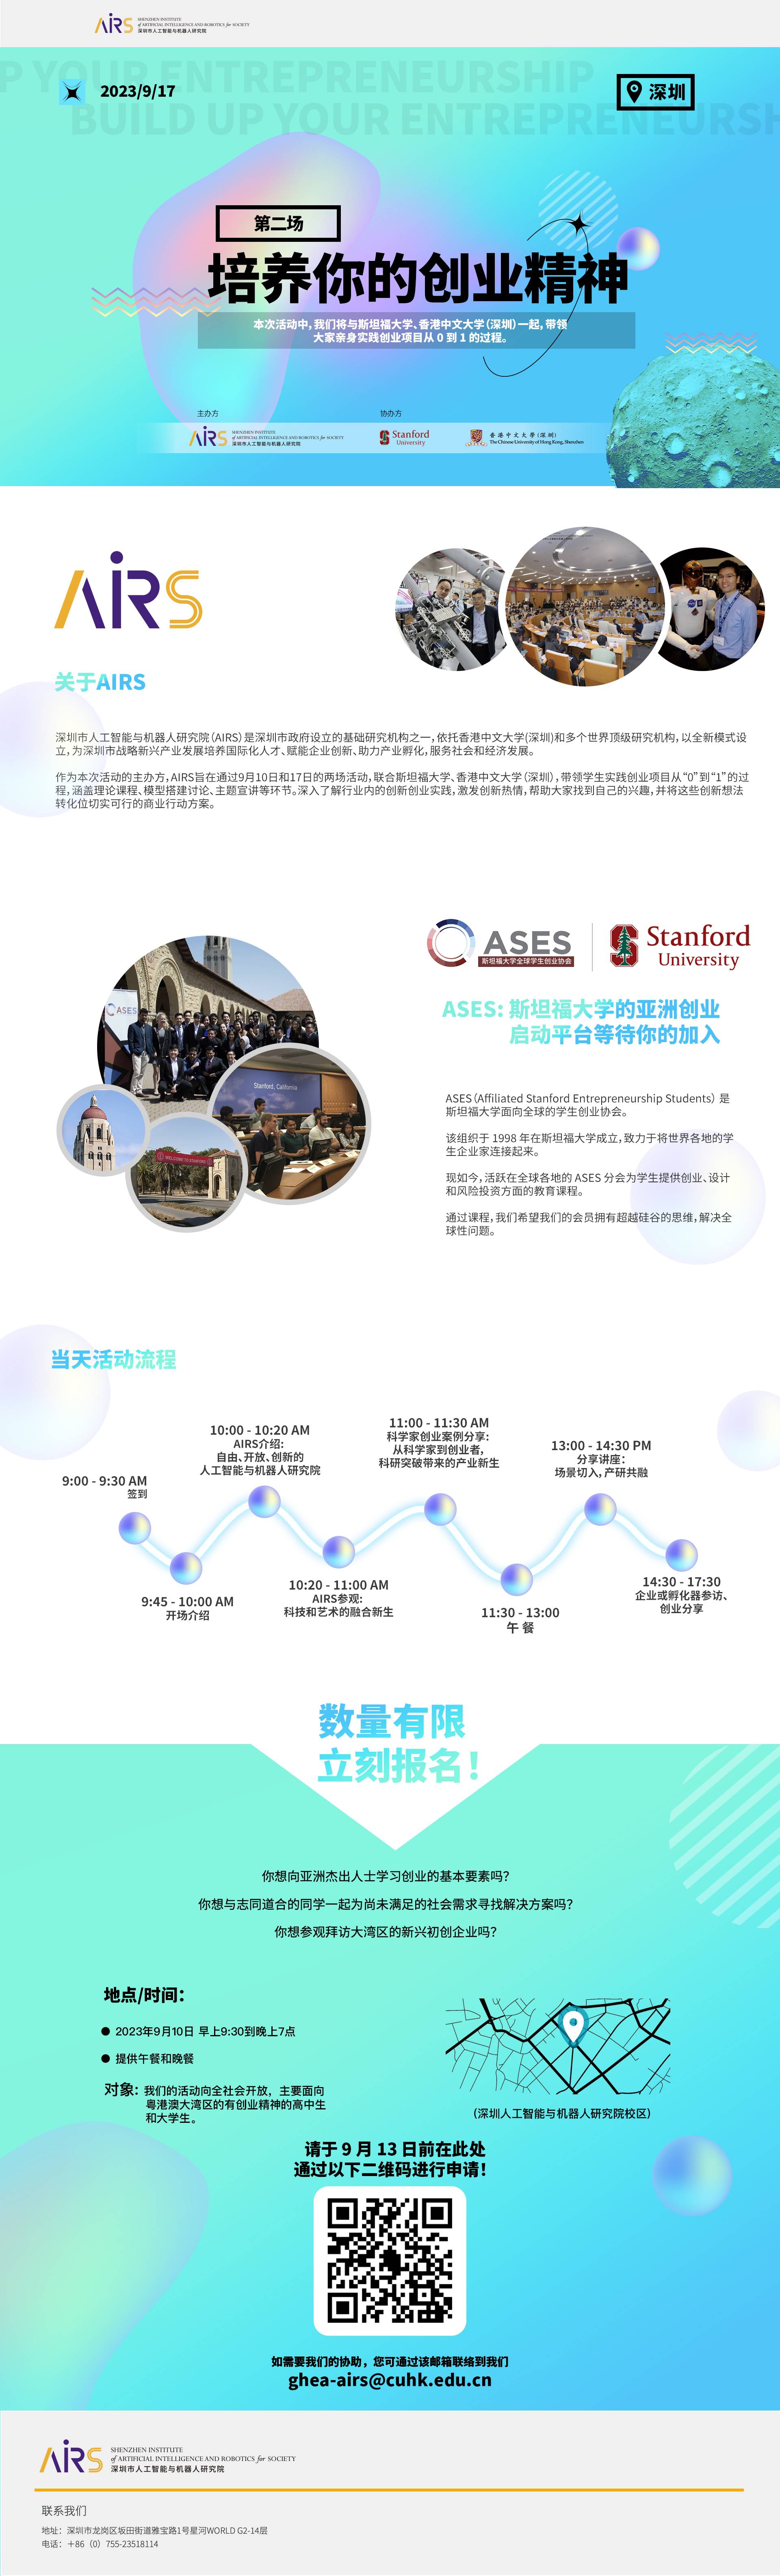 AIRS SHENZHEN INSTITUTE
of ARTIFICIAL INTELLIGENCE AND ROBOTICS for SOCIETY
深圳市人工智能与机器人研究院
P YOUR ENTREPRENEURSHIP
BUILD UP YOUR ENTREPRENEURSH
2023/9/17
深圳
第二场
培养你的创业精神
本次活动中，我们将与斯坦福大学、香港中文大学（深圳）一起，带领
大家亲身实践创业项目从 0 到 1 的过程。
主办方
协办方
AIRS SHENZHEN INSTITUTE
of ARTIFICIAL INTELLIGENCE AND ROBOTICS for SOCIETY
深圳市人工智能与机器人研究院
Stanford
University
香港中文大學（深圳）
The Chinese University of Hong Kong, Shenzhen
AIRS
关于AIRS
深圳市人工智能与机器人研究院（AIRS）是深圳市政府设立的基础研究机构之一，依托香港中文大学(深圳)和多个世界顶级研究机构，以全新模式设
立，为深圳市战略新兴产业发展培养国际化人才、赋能企业创新、助力产业孵化，服务社会和经济发展。
作为本次活动的主办方，AIRS旨在通过9月10日和17日的两场活动，联合斯坦福大学、香港中文大学（深圳），带领学生实践创业项目从“0”到“1”的过
程，涵盖理论课程、模型搭建讨论、主题宣讲等环节。深入了解行业内的创新创业实践，激发创新热情，帮助大家找到自己的兴趣，并将这些创新想法
转化位切实可行的商业行动方案。
ASES
斯坦福大学全球学生创业协会
Stanford
University
ASES: 斯坦福大学的亚洲创业
启动平台等待你的加入
ASES
Stanford, California
WELCOME TO STANFORD
ASES（Affiliated Stanford Entrepreneurship Students）是
斯坦福大学面向全球的学生创业协会。
该组织于 1998 年在斯坦福大学成立，致力于将世界各地的学
生企业家连接起来。
现如今，活跃在全球各地的 ASES 分会为学生提供创业、设计
和风险投资方面的教育课程。
通过课程，我们希望我们的会员拥有超越硅谷的思维，解决全
球性问题。
当天活动流程
9:00 - 9:30 AM
签到
9:45 - 10:00 AM
开场介绍
10:00 - 10:20 AM
AIRS介绍:
自由、开放、创新的
人工智能与机器人研究院
10:20 - 11:00 AM
AIRS参观:
科技和艺术的融合新生
11:00 - 11:30 AM
科学家创业案例分享:
从科学家到创业者，
科研突破带来的产业新生
11:30 - 13:00
午 餐
13:00 - 14:30 PM
分享讲座：
场景切入，产研共融
14:30 - 17:30
企业或孵化器参访、
创业分享
数量有限
立刻报名！
你想向亚洲杰出人士学习创业的基本要素吗？
你想与志同道合的同学一起为尚未满足的社会需求寻找解决方案吗？
你想参观拜访大湾区的新兴初创企业吗？
地点/时间：
● 2023年9月10日 早上9:30到晚上7点
● 提供午餐和晚餐
对象: 我们的活动向全社会开放，主要面向
粤港澳大湾区的有创业精神的高中生
和大学生。
(深圳人工智能与机器人研究院校区)
请于 9 月 13 日前在此处
通过以下二维码进行申请！
如需要我们的协助，您可通过该邮箱联络到我们
ghea-airs@cuhk.edu.cn
AIRS SHENZHEN INSTITUTE
of ARTIFICIAL INTELLIGENCE AND ROBOTICS for SOCIETY
深圳市人工智能与机器人研究院
联系我们
地址：深圳市龙岗区坂田街道雅宝路1号星河WORLD G2-14层
电话：+86（0）755-23518114